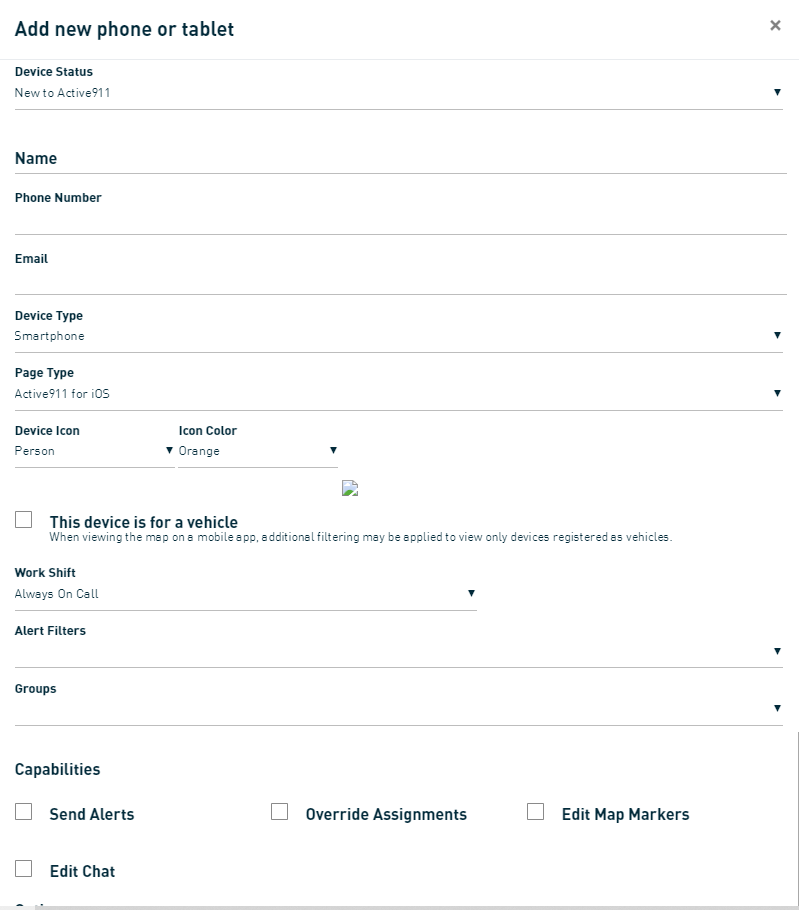 Add new phone or tablet ×
Device Status
New to Active911
Name
Phone Number
Email
Device Type
Smartphone
Page Type
Active911 for iOS
Device Icon Icon Color
Person Orange
This device is for a vehicle
When viewing the map on a mobile app, additional filtering may be applied to view only devices registered as vehicles.
Work Shift
Always On Call
Alert Filters
Groups
Capabilities
Send Alerts Override Assignments Edit Map Markers
Edit Chat